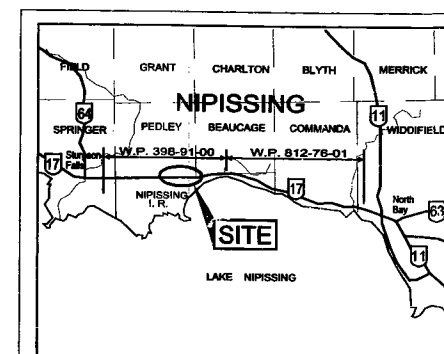 FIELD GRANT CHARLTON BLYTH MERRICK
NIPISSING
64
11
SPRINGER PEDLEY BEAUCAGE COMMANDA WIDDIFIELD
W.P. 398-91-00 W.P. 812-76-01
Sturgeon
Falls
17
17
NIPISSING
I. R.
North
Bay
63
SITE
11
LAKE NIPISSING